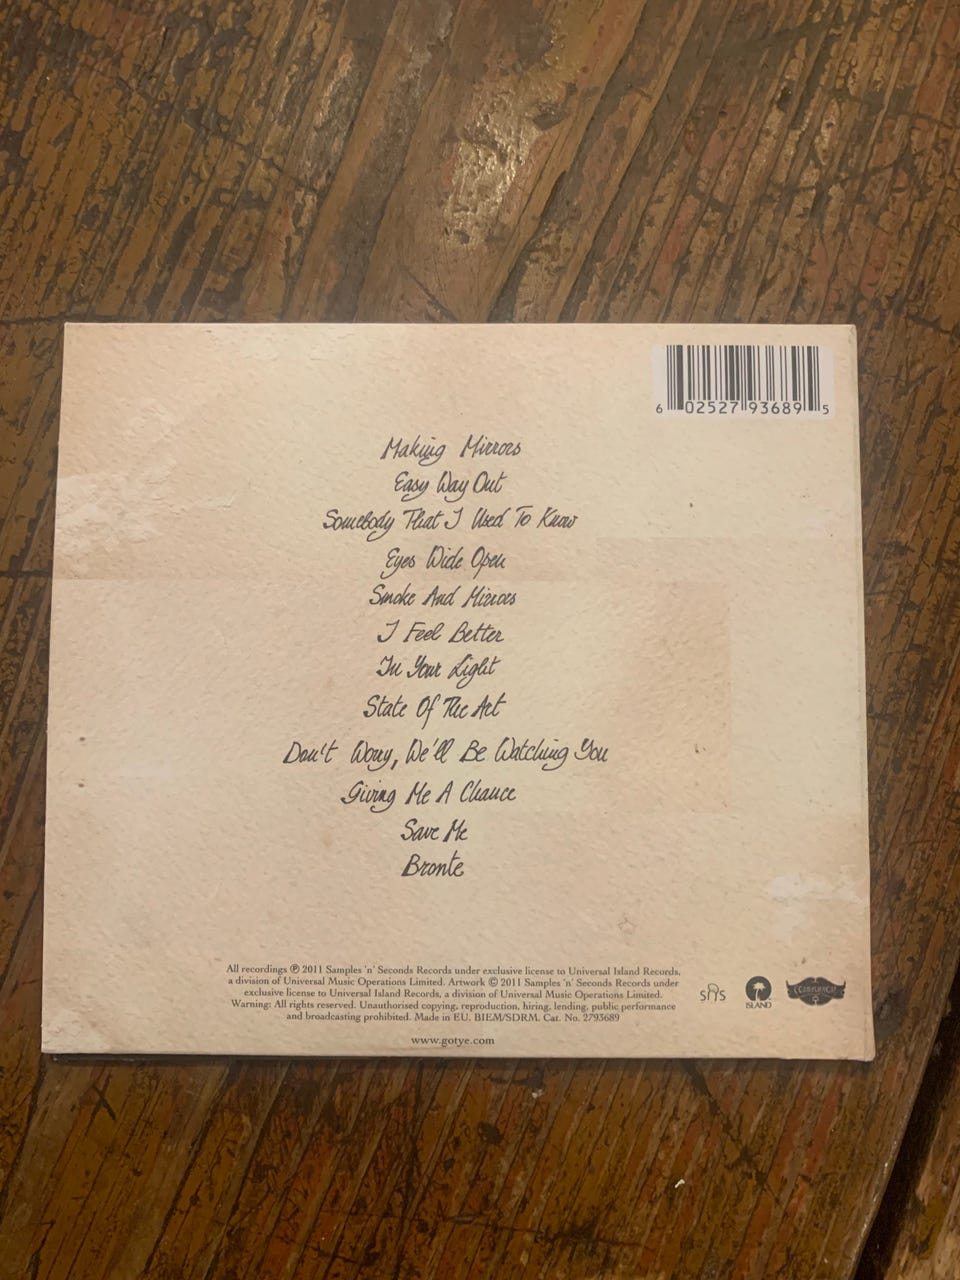 6 02527 93689 5
Making Mirrors
Easy Way Out
Somebody That I Used To Know
Eyes Wide Open
Smoke And Mirrors
I Feel Better
In Your Light
State Of The Art
Don't Worry, We'll Be Watching You
Giving Me A Chance
Save Me
Bronte
All recordings ℗ 2011 Samples 'n' Seconds Records under exclusive license to Universal Island Records,
a division of Universal Music Operations Limited. Artwork © 2011 Samples 'n' Seconds Records under
exclusive license to Universal Island Records, a division of Universal Music Operations Limited.
Warning: All rights reserved. Unauthorised copying, reproduction, hiring, lending, public performance
and broadcasting prohibited. Made in EU. BIEM/SDRM. Cat. No. 2793689
SNS
ISLAND
www.gotye.com